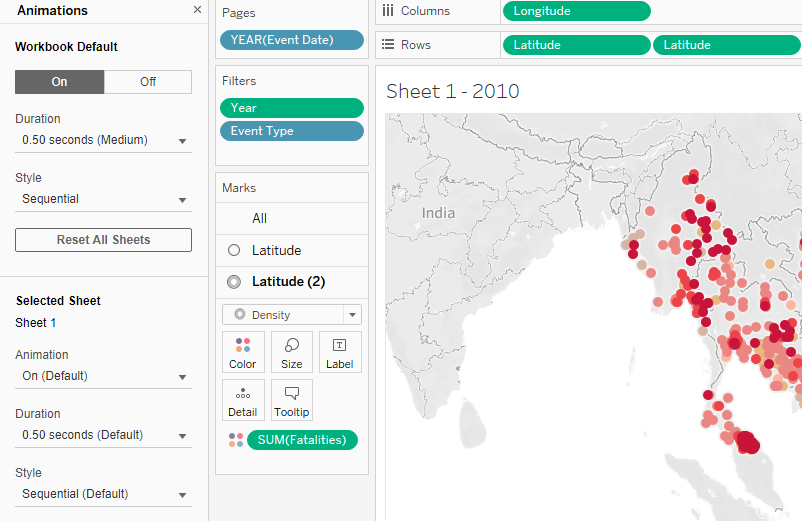 Animations
×
Workbook Default
On
Off
Duration
0.50 seconds (Medium)
Style
Sequential
Reset All Sheets
Selected Sheet
Sheet 1
Animation
On (Default)
Duration
0.50 seconds (Default)
Style
Sequential (Default)
Pages
YEAR(Event Date)
Filters
Year
Event Type
Marks
All
Latitude
Latitude (2)
Density
Color
Size
Label
T
Detail
Tooltip
SUM(Fatalities)
Columns
Longitude
Rows
Latitude
Latitude
Sheet 1 - 2010
India